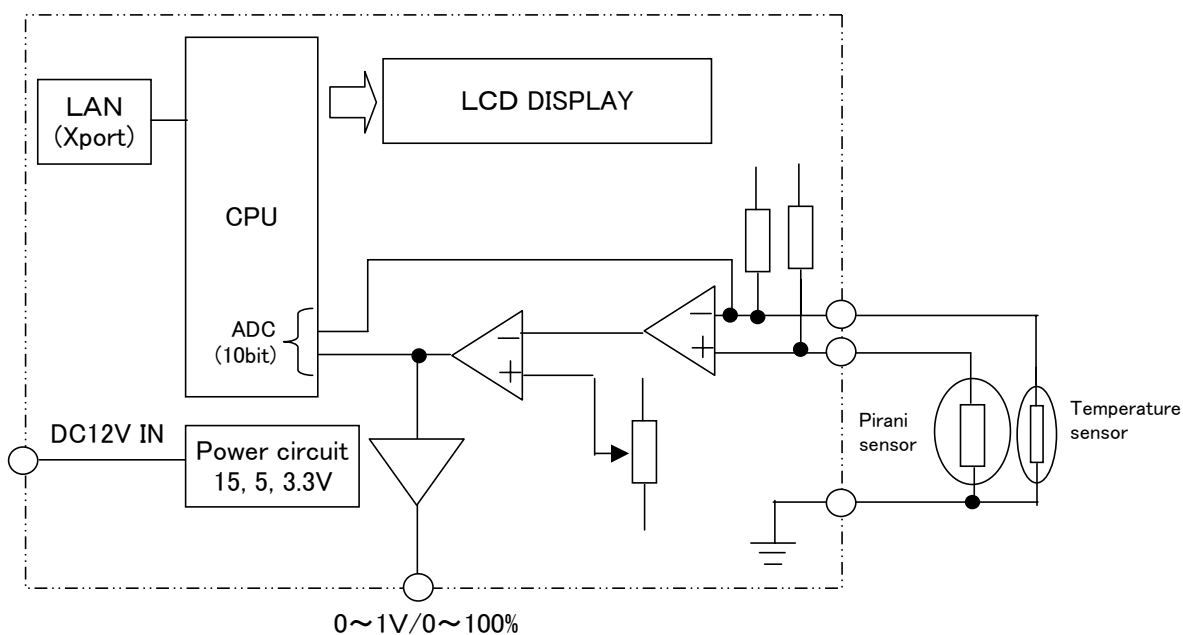 LAN
(Xport)
CPU
LCD DISPLAY
ADC
(10bit)
−
+
−
+
Pirani
sensor
Temperature
sensor
DC12V IN
Power circuit
15, 5, 3.3V
0～1V/0～100%